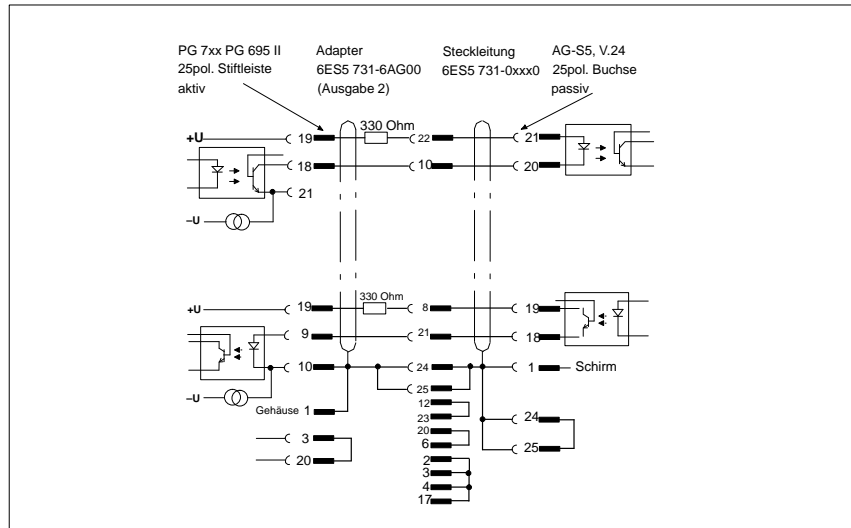 PG 7xx PG 695 II
25pol. Stiftleiste
aktiv
Adapter
6ES5 731-6AG00
(Ausgabe 2)
Steckleitung
6ES5 731-0xxx0
AG-S5, V.24
25pol. Buchse
passiv
+U
19
330 Ohm
22
21
18
10
20
21
–U
+U
19
330 Ohm
8
19
9
21
18
10
24
1
Schirm
–U
25
Gehäuse 1
12
23
24
3
20
20
6
25
2
3
4
17